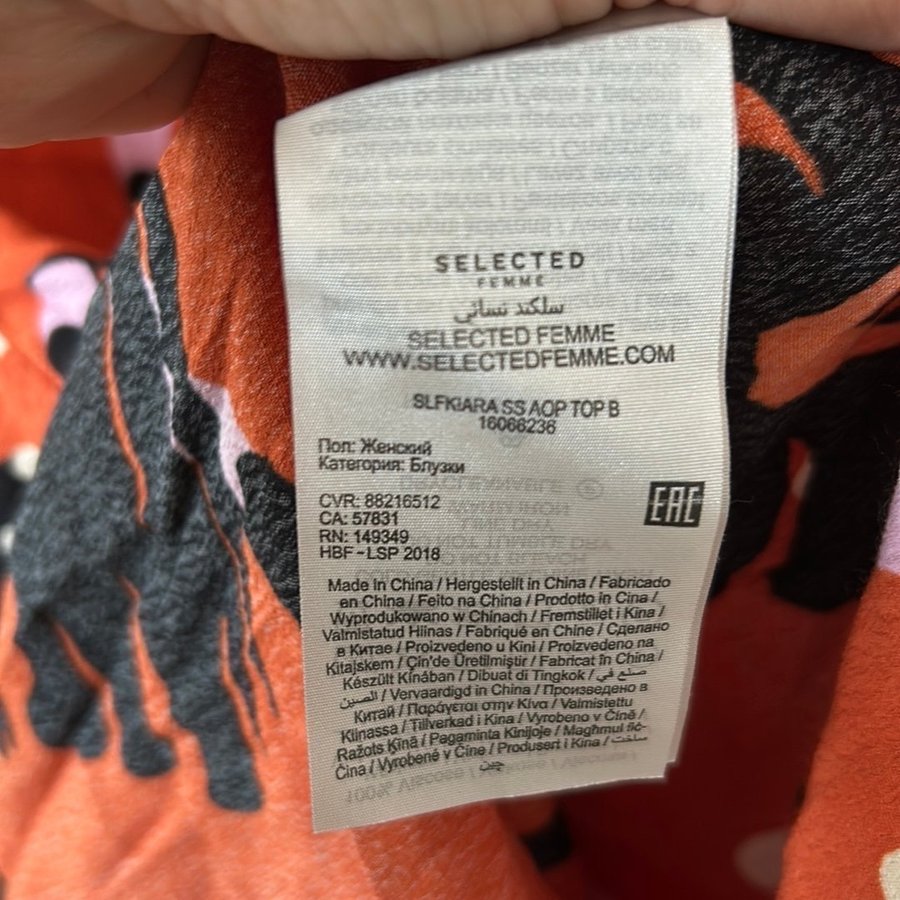 SELECTED
FEMME
سلكتد نسائي
SELECTED FEMME
WWW.SELECTEDFEMME.COM
SLFKIARA SS AOP TOP B
16066236
Пол: Женский
Категория: Блузки
CVR: 88216512
CA: 57831
RN: 149349
HBF-LSP 2018
EAC
Made in China / Hergestellt in China / Fabricado
en China / Feito na China / Prodotto in Cina /
Wyprodukowano w Chinach / Fremstillet i Kina /
Valmistatud Hiinas / Fabriqué en Chine / Сделано
в Китае / Proizvedeno u Kini / Proizvedeno na
Kitajskem / Çin'de Üretilmiştir / Fabricat în China /
Készült Kínában / Dibuat di Tingkok / صنع في
الصين / Vervaardigd in China / Произведено в
Китай / Παράγεται στην Κίνα / Valmistettu
Kiinassa / Tillverkad i Kina / Vyrobeno v Číně /
Ražots Ķīnā / Pagaminta Kinijoje / Maghmul fiċ-
Ċina / Vyrobené v Číne / Produsert i Kina / ساخت
چین